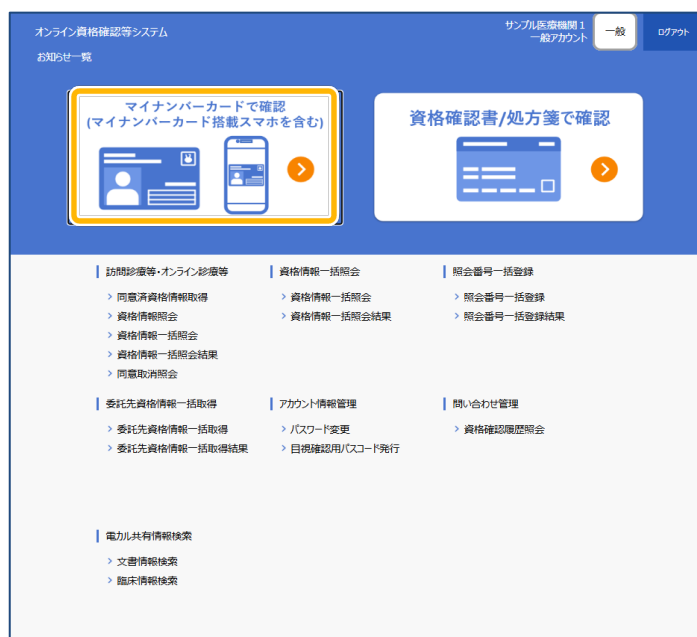 オンライン資格確認等システム
サンプル医療機関1
一般アカウント
一般
ログアウト
お知らせ一覧
マイナンバーカードで確認
(マイナンバーカード搭載スマホを含む)
資格確認書/処方箋で確認
訪問診療等・オンライン診療等
同意済資格情報取得
資格情報照会
資格情報一括照会
資格情報一括照会結果
同意取消照会
資格情報一括照会
資格情報一括照会
資格情報一括照会結果
照会番号一括登録
照会番号一括登録
照会番号一括登録結果
委託先資格情報一括取得
委託先資格情報一括取得
委託先資格情報一括取得結果
アカウント情報管理
パスワード変更
目視確認用パスコード発行
問い合わせ管理
資格確認履歴照会
電カル共有情報検索
文書情報検索
臨床情報検索